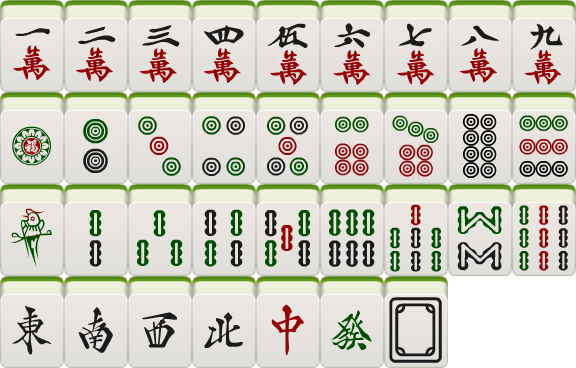 一萬 二萬 三萬 四萬 伍萬 六萬 七萬 八萬 九萬
福
東 南 西 北 中 發